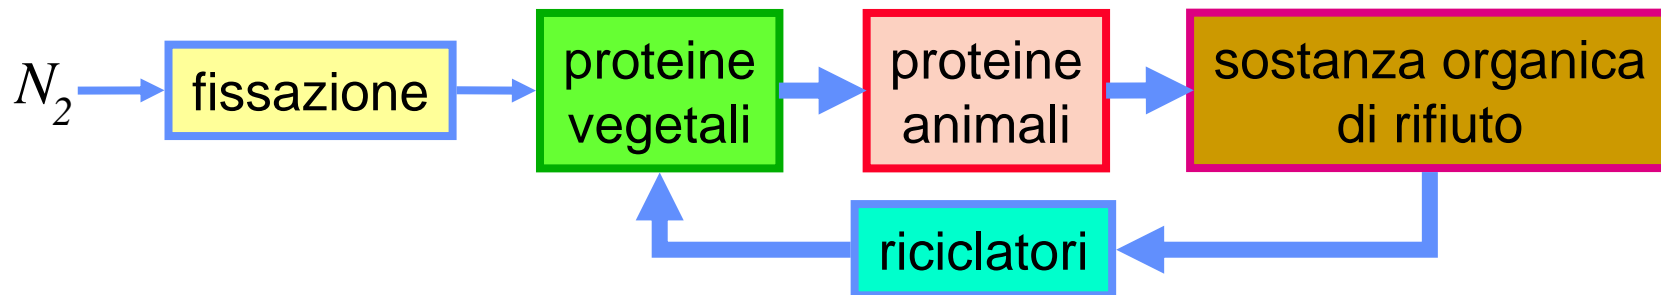 N2
fissazione
proteine
vegetali
proteine
animali
sostanza organica
di rifiuto
riciclatori